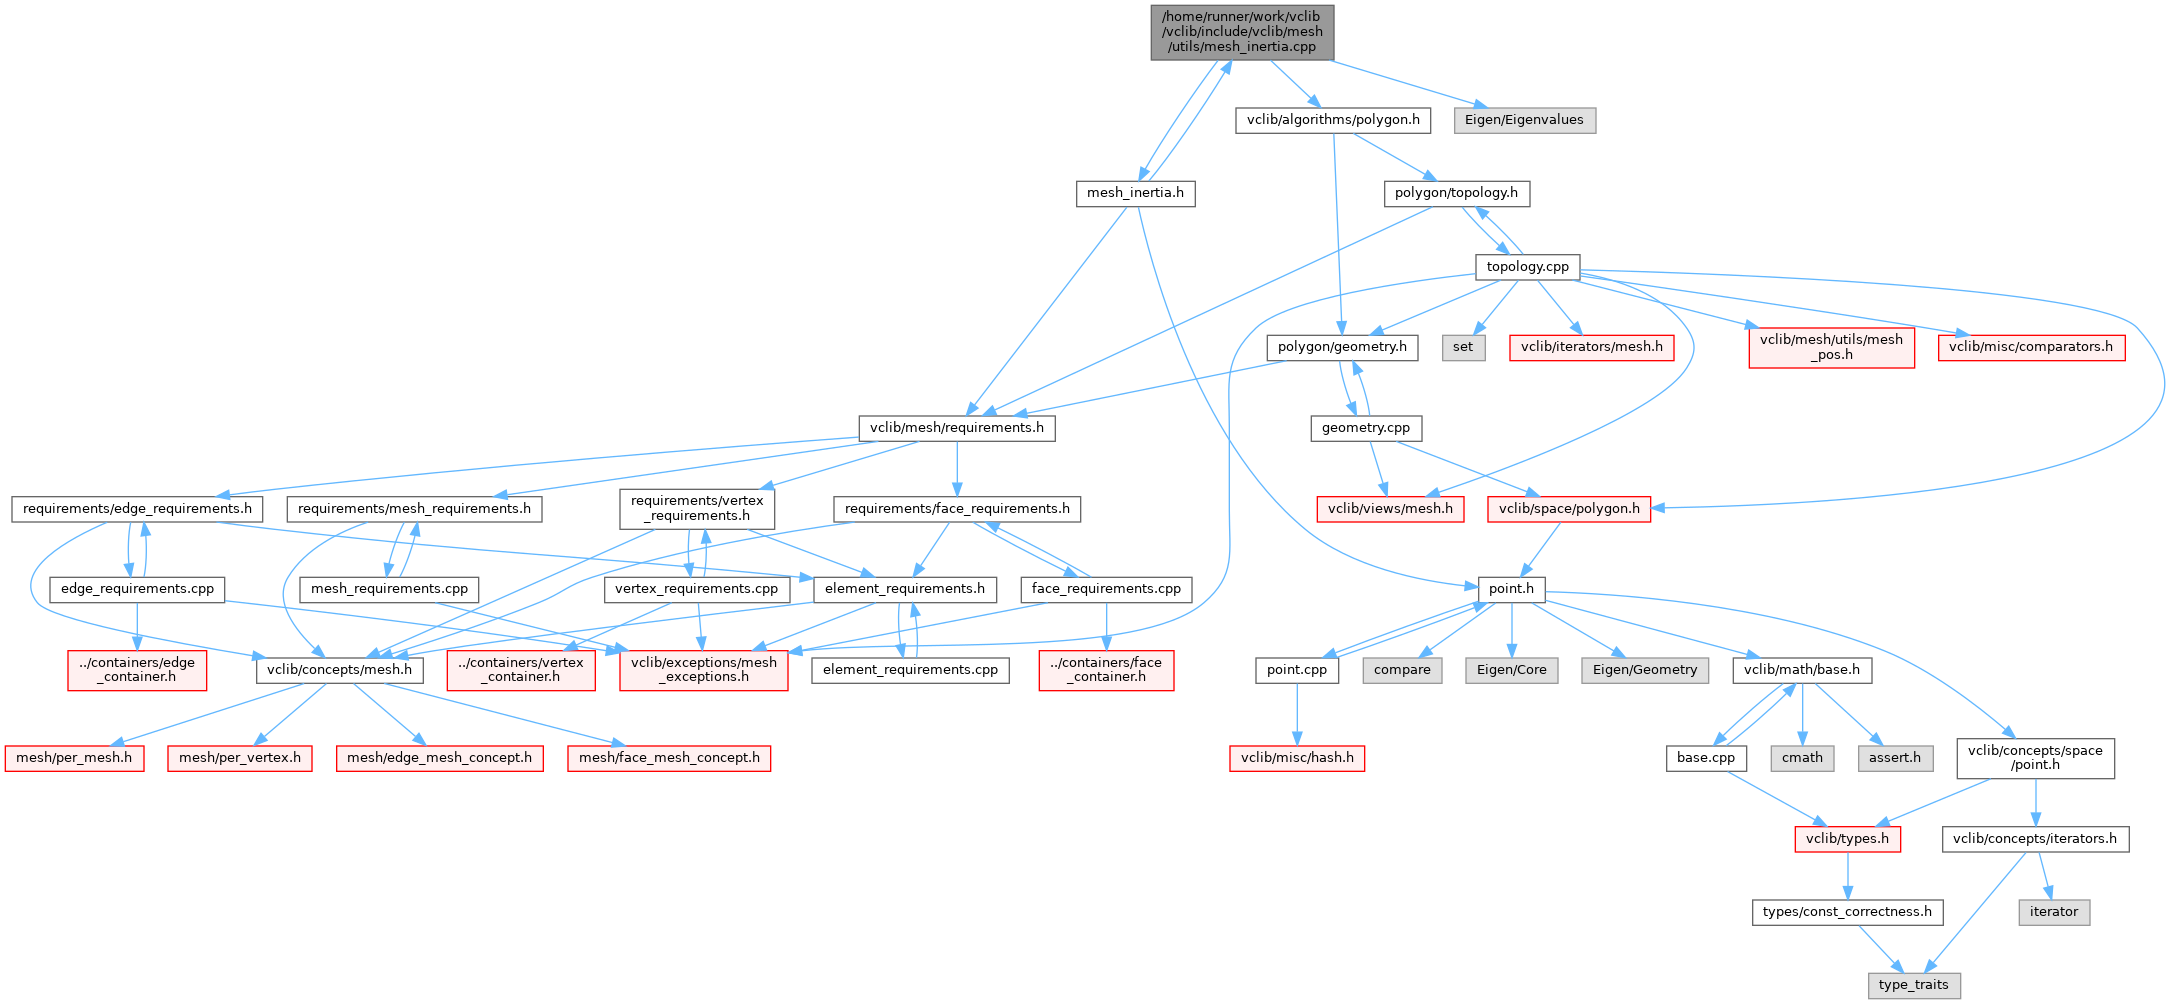 /home/runner/work/vclib
/vclib/include/vclib/mesh
/utils/mesh_inertia.cpp
vclib/algorithms/polygon.h
Eigen/Eigenvalues
mesh_inertia.h
polygon/topology.h
topology.cpp
polygon/geometry.h
set
vclib/iterators/mesh.h
vclib/mesh/utils/mesh
_pos.h
vclib/misc/comparators.h
vclib/mesh/requirements.h
geometry.cpp
requirements/edge_requirements.h
requirements/mesh_requirements.h
requirements/vertex
_requirements.h
requirements/face_requirements.h
vclib/views/mesh.h
vclib/space/polygon.h
edge_requirements.cpp
mesh_requirements.cpp
vertex_requirements.cpp
element_requirements.h
face_requirements.cpp
point.h
../containers/edge
_container.h
vclib/concepts/mesh.h
../containers/vertex
_container.h
vclib/exceptions/mesh
_exceptions.h
element_requirements.cpp
../containers/face
_container.h
point.cpp
compare
Eigen/Core
Eigen/Geometry
vclib/math/base.h
mesh/per_mesh.h
mesh/per_vertex.h
mesh/edge_mesh_concept.h
mesh/face_mesh_concept.h
vclib/misc/hash.h
base.cpp
cmath
assert.h
vclib/concepts/space
/point.h
vclib/types.h
vclib/concepts/iterators.h
types/const_correctness.h
iterator
type_traits